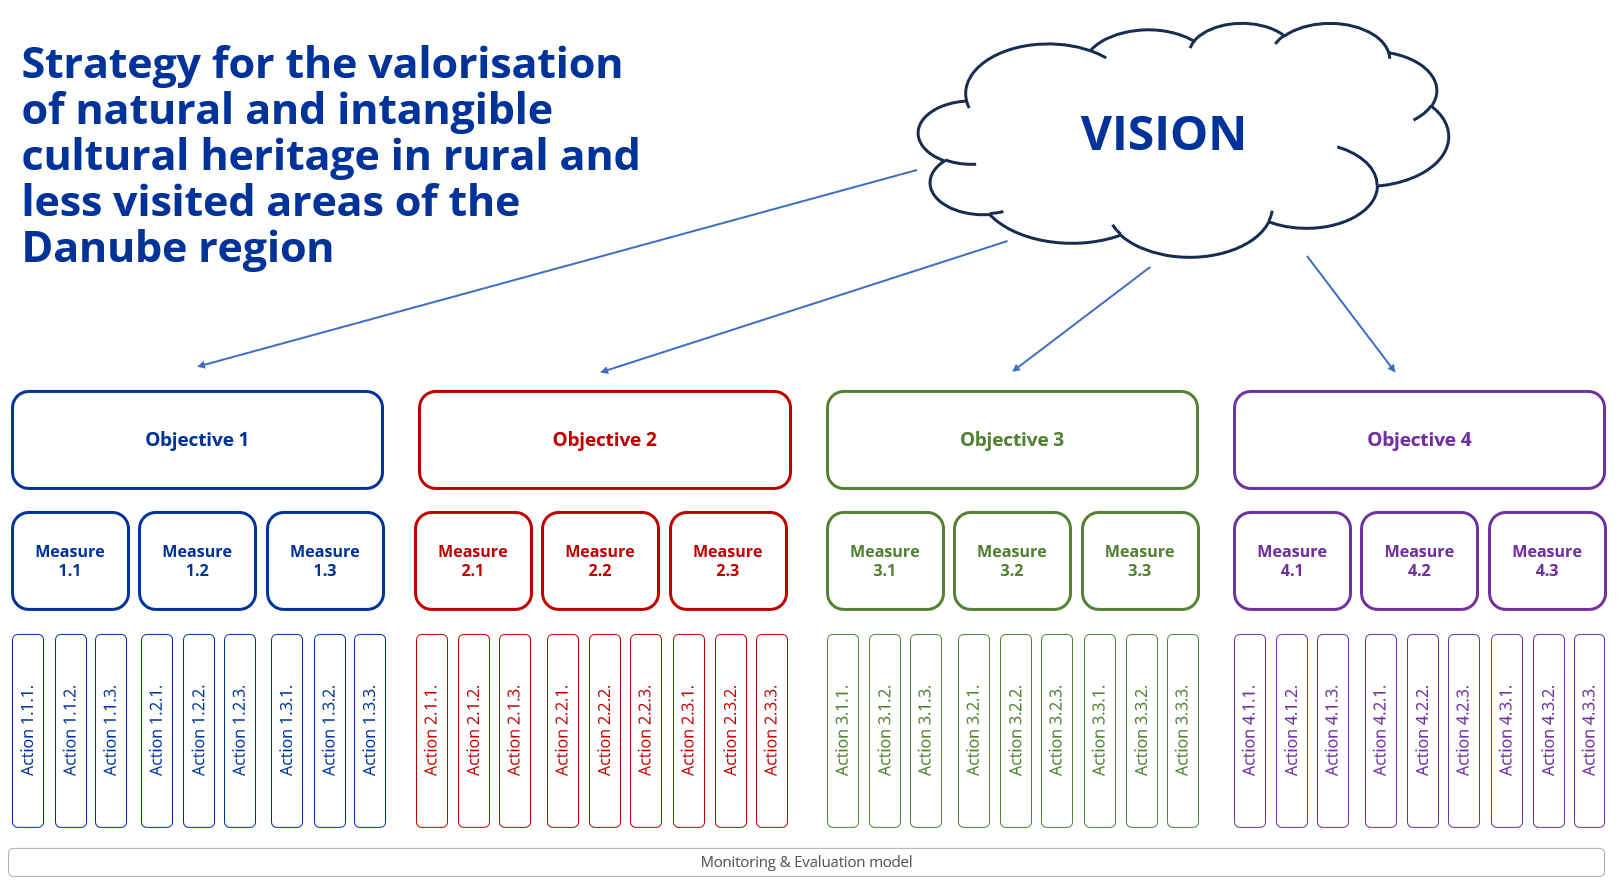 Strategy for the valorisation
of natural and intangible
cultural heritage in rural and
less visited areas of the
Danube region
VISION
Objective 1
Objective 2
Objective 3
Objective 4
Measure
1.1
Measure
1.2
Measure
1.3
Measure
2.1
Measure
2.2
Measure
2.3
Measure
3.1
Measure
3.2
Measure
3.3
Measure
4.1
Measure
4.2
Measure
4.3
Action 1.1.1.
Action 1.1.2.
Action 1.1.3.
Action 1.2.1.
Action 1.2.2.
Action 1.2.3.
Action 1.3.1.
Action 1.3.2.
Action 1.3.3.
Action 2.1.1.
Action 2.1.2.
Action 2.1.3.
Action 2.2.1.
Action 2.2.2.
Action 2.2.3.
Action 2.3.1.
Action 2.3.2.
Action 2.3.3.
Action 3.1.1.
Action 3.1.2.
Action 3.1.3.
Action 3.2.1.
Action 3.2.2.
Action 3.2.3.
Action 3.3.1.
Action 3.3.2.
Action 3.3.3.
Action 4.1.1.
Action 4.1.2.
Action 4.1.3.
Action 4.2.1.
Action 4.2.2.
Action 4.2.3.
Action 4.3.1.
Action 4.3.2.
Action 4.3.3.
Monitoring & Evaluation model